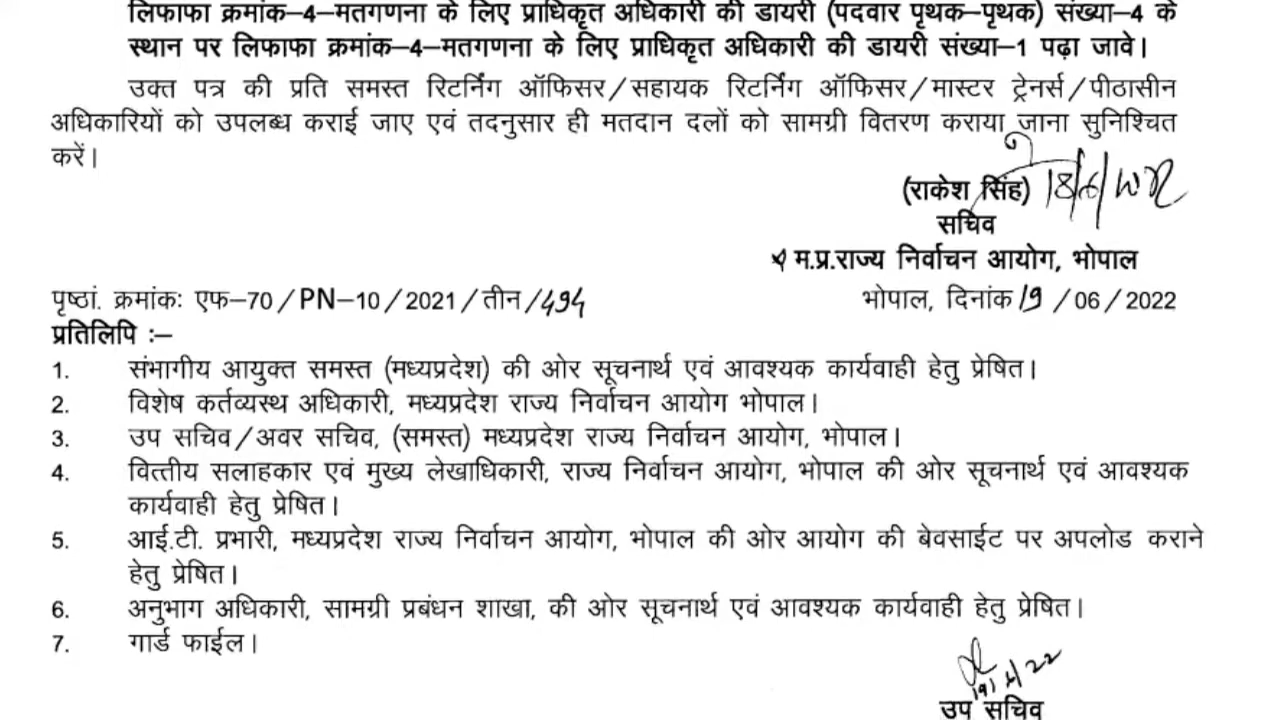 लिफाफा क्रमांक–4–मतगणना के लिए प्राधिकृत अधिकारी की डायरी (पदवार पृथक–पृथक) संख्या–4 के
स्थान पर लिफाफा क्रमांक–4–मतगणना के लिए प्राधिकृत अधिकारी की डायरी संख्या–1 पढ़ा जावे।
उक्त पत्र की प्रति समस्त रिटर्निंग ऑफिसर/सहायक रिटर्निंग ऑफिसर/मास्टर ट्रेनर्स/पीठासीन
अधिकारियों को उपलब्ध कराई जाए एवं तदनुसार ही मतदान दलों को सामग्री वितरण कराया जाना सुनिश्चित
करें।
(राकेश सिंह)
सचिव
म.प्र.राज्य निर्वाचन आयोग, भोपाल
पृष्ठां. क्रमांकः एफ–70/PN–10/2021/तीन/494
भोपाल, दिनांक 19/06/2022
प्रतिलिपि :–
1. संभागीय आयुक्त समस्त (मध्यप्रदेश) की ओर सूचनार्थ एवं आवश्यक कार्यवाही हेतु प्रेषित।
2. विशेष कर्तव्यस्थ अधिकारी, मध्यप्रदेश राज्य निर्वाचन आयोग भोपाल।
3. उप सचिव/अवर सचिव, (समस्त) मध्यप्रदेश राज्य निर्वाचन आयोग, भोपाल।
4. वित्तीय सलाहकार एवं मुख्य लेखाधिकारी, राज्य निर्वाचन आयोग, भोपाल की ओर सूचनार्थ एवं आवश्यक
कार्यवाही हेतु प्रेषित।
5. आई.टी. प्रभारी, मध्यप्रदेश राज्य निर्वाचन आयोग, भोपाल की ओर आयोग की बेवसाईट पर अपलोड कराने
हेतु प्रेषित।
6. अनुभाग अधिकारी, सामग्री प्रबंधन शाखा, की ओर सूचनार्थ एवं आवश्यक कार्यवाही हेतु प्रेषित।
7. गार्ड फाईल।
उप सचिव